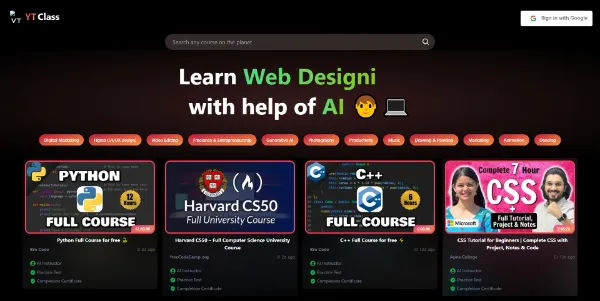 VT
YT Class
Sign in with Google
Search any course on the planet
Learn Web Designi
with help of AI
Digital Marketing
Figma UI/UX design
Video Editing
Freelance & Entrepreneurship
Generative AI
Photography
Productivity
Music
Drawing & Painting
Marketing
Animation
PYTHON
12
Hours
FULL COURSE
Python Full Course for free
Bro Code
AI Instructor
Practice Test
Completion Certificate
Harvard CS50
Full University Course
Harvard CS50 – Full Computer Science University
Course
freeCodeCamp.org
AI Instructor
Practice Test
Completion Certificate
C++
6
Hours
FULL COURSE
C++ Full Course for free
Bro Code
AI Instructor
Practice Test
Completion Certificate
Complete 7 Hour
CSS
+
Full Tutorial,
Project & Notes
Microsoft
CSS Tutorial for Beginners | Complete CSS with
Project, Notes & Code
Apna College
AI Instructor
Practice Test
Completion Certificate